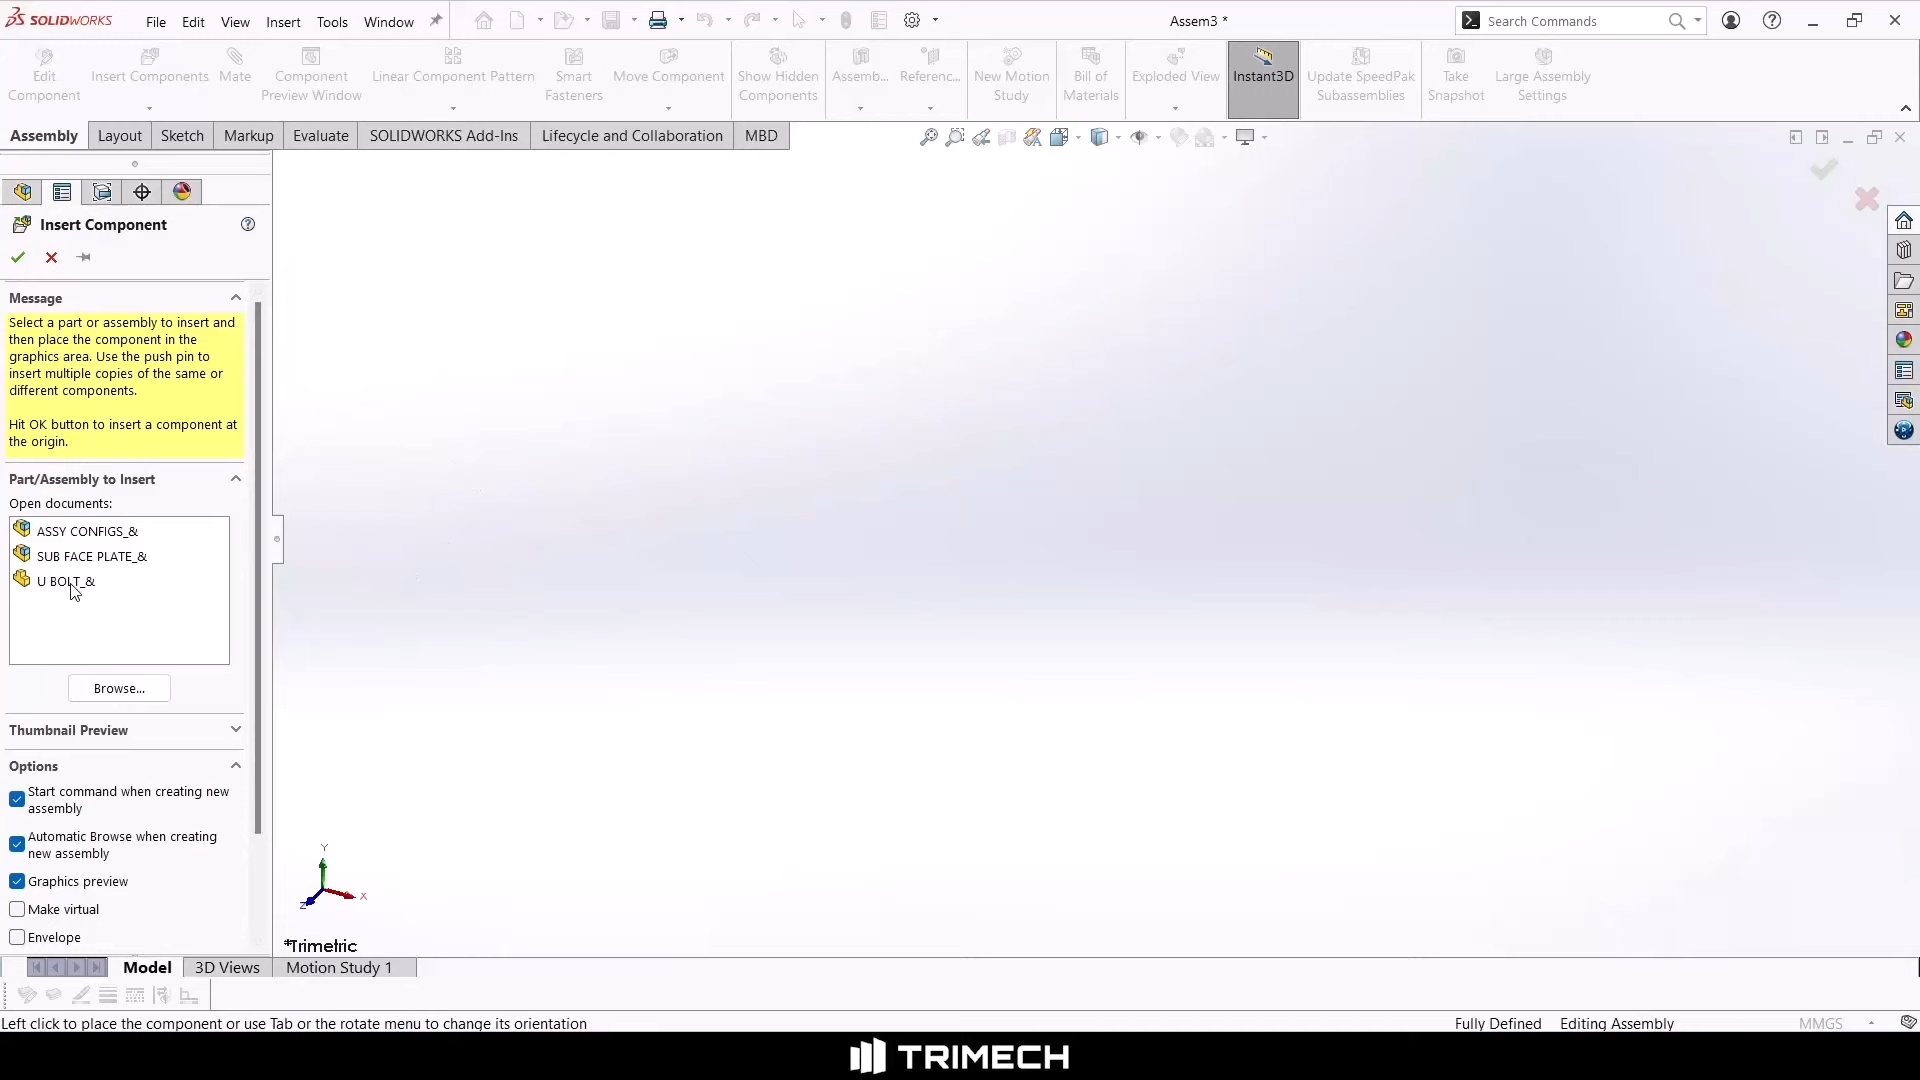 SOLIDWORKS File Edit View Insert Tools Window Assem3 * Search Commands
Edit Component
Insert Components
Mate
Component Preview Window
Linear Component Pattern
Smart Fasteners
Move Component
Show Hidden Components
Assemb...
Referenc...
New Motion Study
Bill of Materials
Exploded View
Instant3D
Update SpeedPak Subassemblies
Take Snapshot
Large Assembly Settings
Assembly Layout Sketch Markup Evaluate SOLIDWORKS Add-Ins Lifecycle and Collaboration MBD
Insert Component
Message
Select a part or assembly to insert and
then place the component in the
graphics area. Use the push pin to
insert multiple copies of the same or
different components.
Hit OK button to insert a component at
the origin.
Part/Assembly to Insert
Open documents:
ASSY CONFIGS_&
SUB FACE PLATE_&
U BOLT_&
Browse...
Thumbnail Preview
Options
Start command when creating new
assembly
Automatic Browse when creating
new assembly
Graphics preview
Make virtual
Envelope
Y
X
Z
*Trimetric
Model 3D Views Motion Study 1
Left click to place the component or use Tab or the rotate menu to change its orientation
Fully Defined Editing Assembly MMGS
TRIMECH